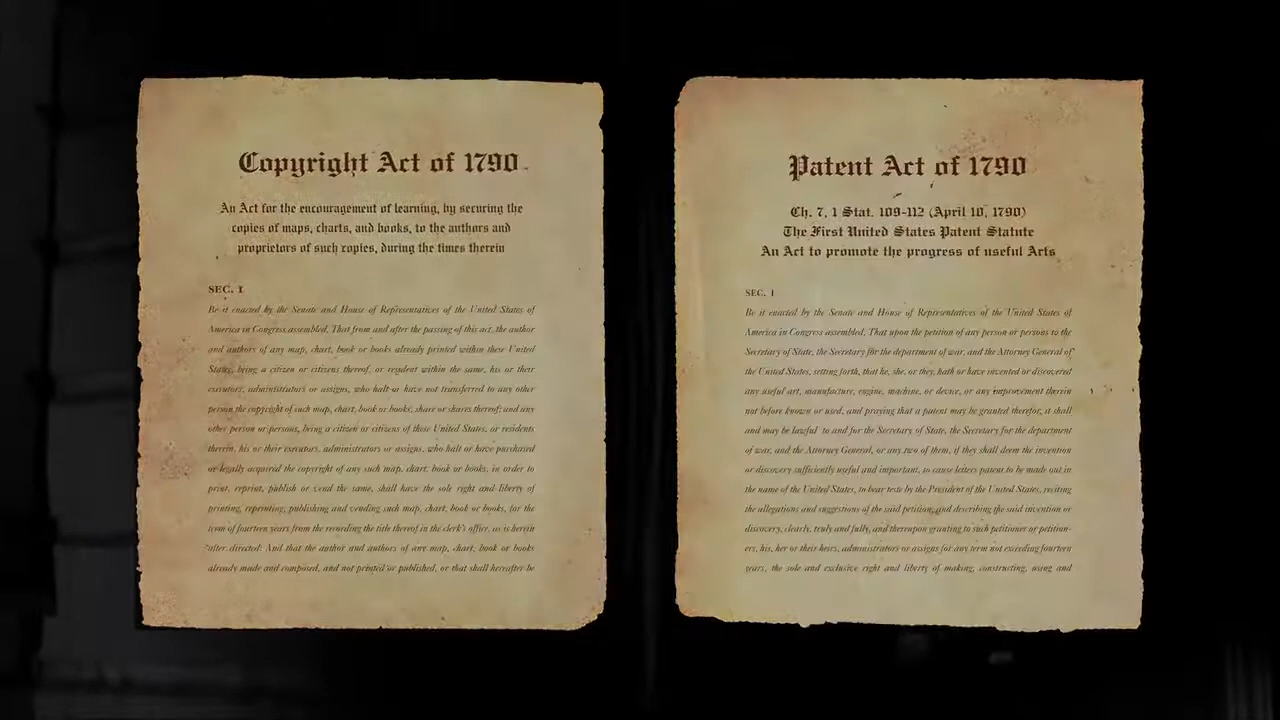 Copyright Act of 1790
An Act for the encouragement of learning, by securing the
copies of maps, charts, and books, to the authors and
proprietors of such copies, during the times therein
SEC. I
Be it enacted by the Senate and House of Representatives of the United States of
America in Congress assembled, That from and after the passing of this act, the author
and authors of any map, chart, book or books already printed within these United
States, being a citizen or citizens thereof, or resident within the same, his or their
executors, administrators or assigns, who halt or have not transferred to any other
person the copyright of such map, chart, book or books, share or shares thereof; and any
other person or persons, being a citizen or citizens of these United States, or residents
therein, his or their executors, administrators or assigns, who halt or have purchased
or legally acquired the copyright of any such map, chart, book or books, in order to
print, reprint, publish or vend the same, shall have the sole right and liberty of
printing, reprinting, publishing and vending such map, chart, book or books, for the
term of fourteen years from the recording the title thereof in the clerk's office, as is herein
after directed: And that the author and authors of any map, chart, book or books
already made and composed, and not printed or published, or that shall hereafter be
Patent Act of 1790
Ch. 7, 1 Stat. 109-112 (April 10, 1790)
The First United States Patent Statute
An Act to promote the progress of useful Arts
SEC. I
Be it enacted by the Senate and House of Representatives of the United States of
America in Congress assembled, That upon the petition of any person or persons to the
Secretary of State, the Secretary for the department of war, and the Attorney General of
the United States, setting forth, that he, she, or they, hath or have invented or discovered
any useful art, manufacture, engine, machine, or device, or any improvement therein
not before known or used, and praying that a patent may be granted therefor, it shall
and may be lawful to and for the Secretary of State, the Secretary for the department
of war, and the Attorney General, or any two of them, if they shall deem the invention
or discovery sufficiently useful and important, to cause letters patent to be made out in
the name of the United States, to bear teste by the President of the United States, reciting
the allegations and suggestions of the said petition, and describing the said invention or
discovery, clearly, truly and fully, and thereupon granting to such petitioner or petition-
ers, his, her or their heirs, administrators or assigns for any term not exceeding fourteen
years, the sole and exclusive right and liberty of making, constructing, using and